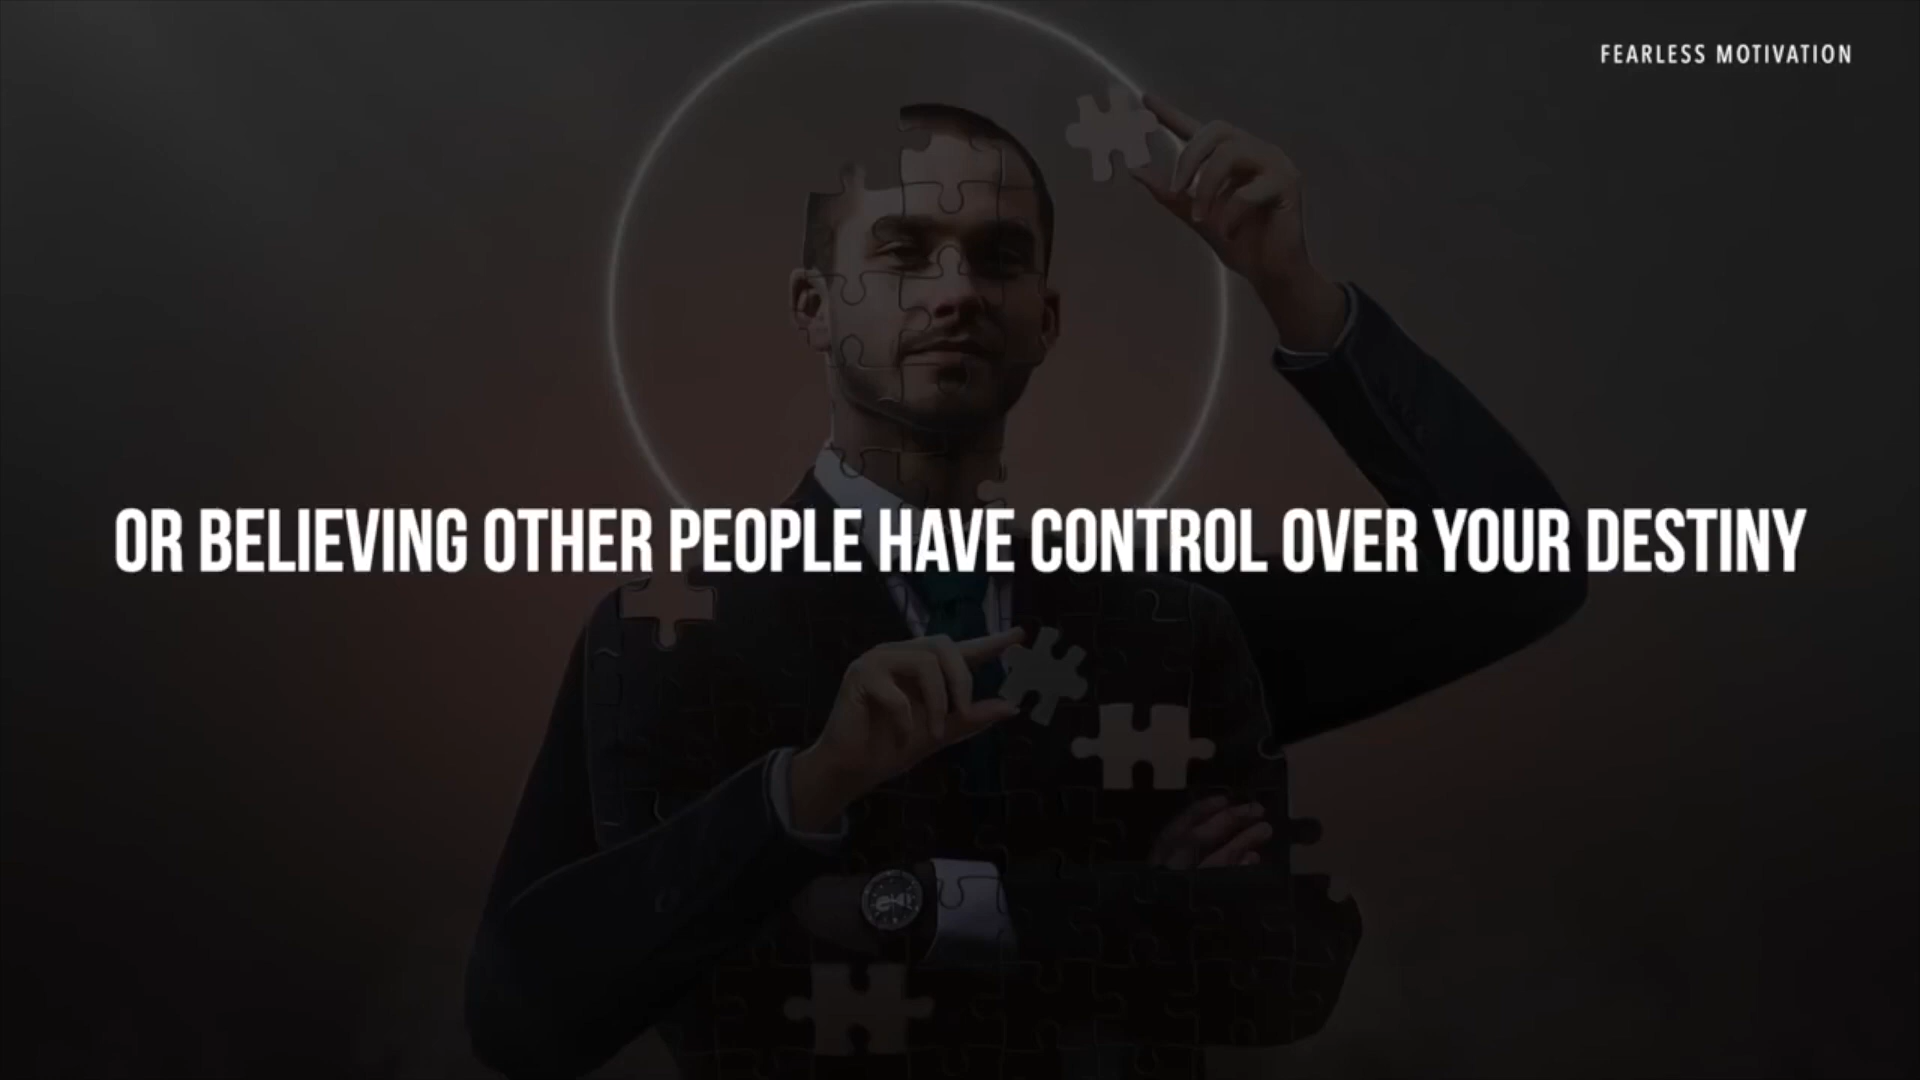 FEARLESS MOTIVATION
OR BELIEVING OTHER PEOPLE HAVE CONTROL OVER YOUR DESTINY